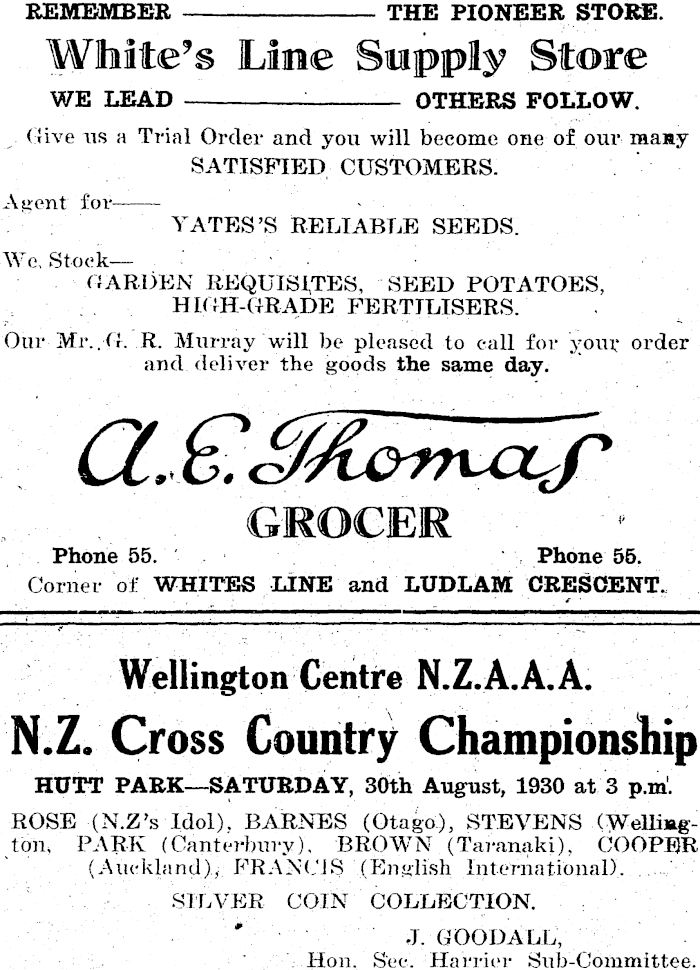 REMEMBER ———— THE PIONEER STORE.
White's Line Supply Store
WE LEAD ———— OTHERS FOLLOW.
Give us a Trial Order and you will become one of our many
SATISFIED CUSTOMERS.
Agent for——
YATES'S RELIABLE SEEDS.
We Stock—
GARDEN REQUISITES, SEED POTATOES,
HIGH-GRADE FERTILISERS.
Our Mr. G. R. Murray will be pleased to call for your order
and deliver the goods the same day.
A. E. Thomas
GROCER
Phone 55. Phone 55.
Corner of WHITES LINE and LUDLAM CRESCENT.
Wellington Centre N.Z.A.A.A.
N.Z. Cross Country Championship
HUTT PARK—SATURDAY, 30th August, 1930 at 3 p.m.
ROSE (N.Z's Idol), BARNES (Otago), STEVENS (Welling-
ton, PARK (Canterbury), BROWN (Taranaki), COOPER
(Auckland), FRANCIS (English International).
SILVER COIN COLLECTION.
J. GOODALL,
Hon. Sec. Harrier Sub-Committee.